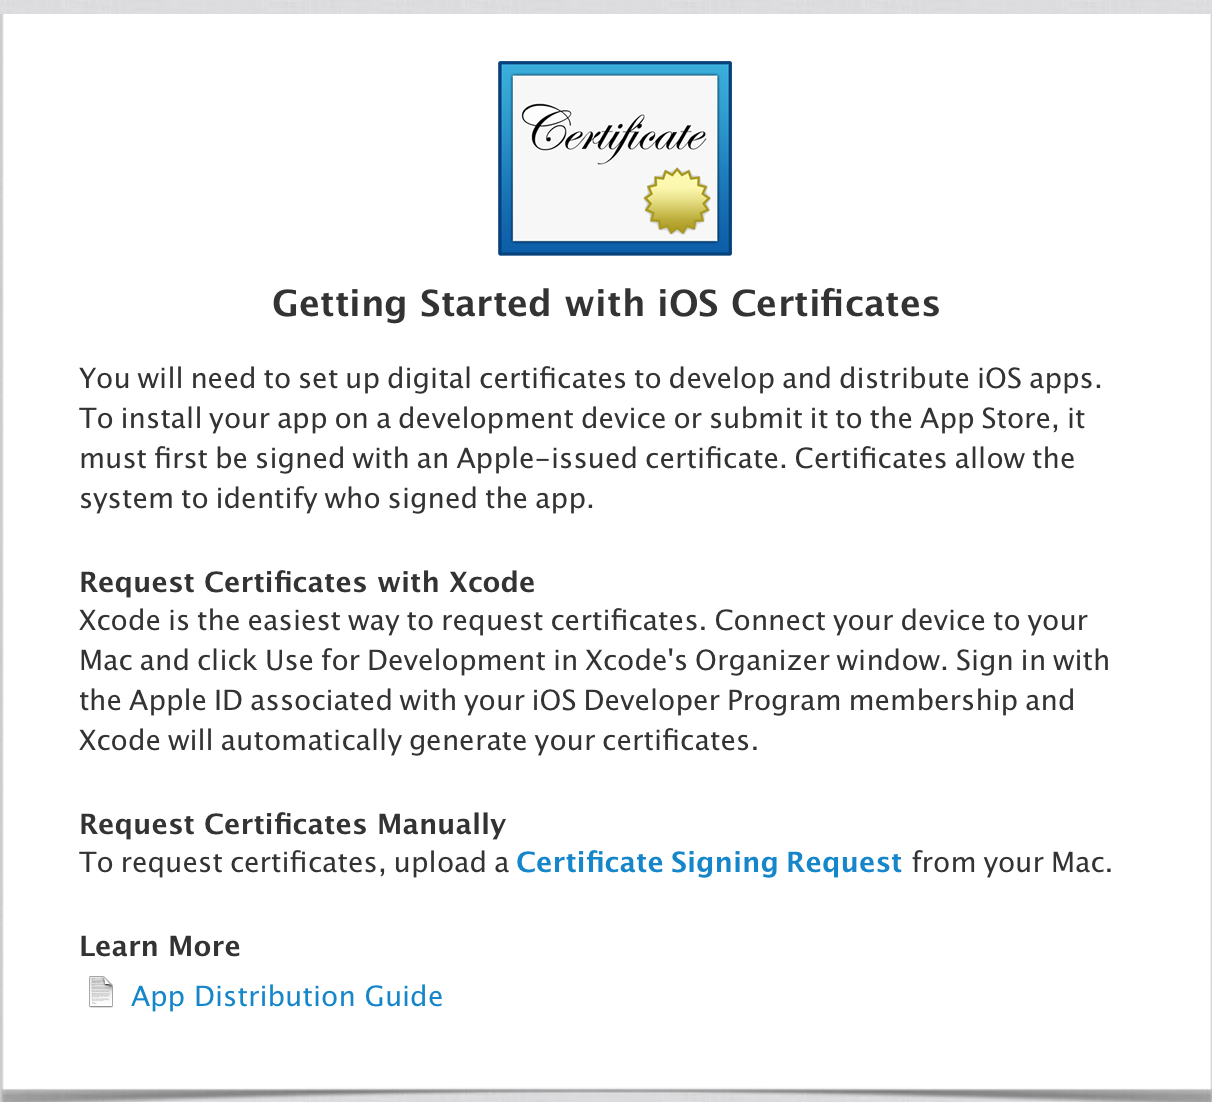 Certificate
Getting Started with iOS Certificates
You will need to set up digital certificates to develop and distribute iOS apps.
To install your app on a development device or submit it to the App Store, it
must first be signed with an Apple-issued certificate. Certificates allow the
system to identify who signed the app.
Request Certificates with Xcode
Xcode is the easiest way to request certificates. Connect your device to your
Mac and click Use for Development in Xcode's Organizer window. Sign in with
the Apple ID associated with your iOS Developer Program membership and
Xcode will automatically generate your certificates.
Request Certificates Manually
To request certificates, upload a Certificate Signing Request from your Mac.
Learn More
App Distribution Guide